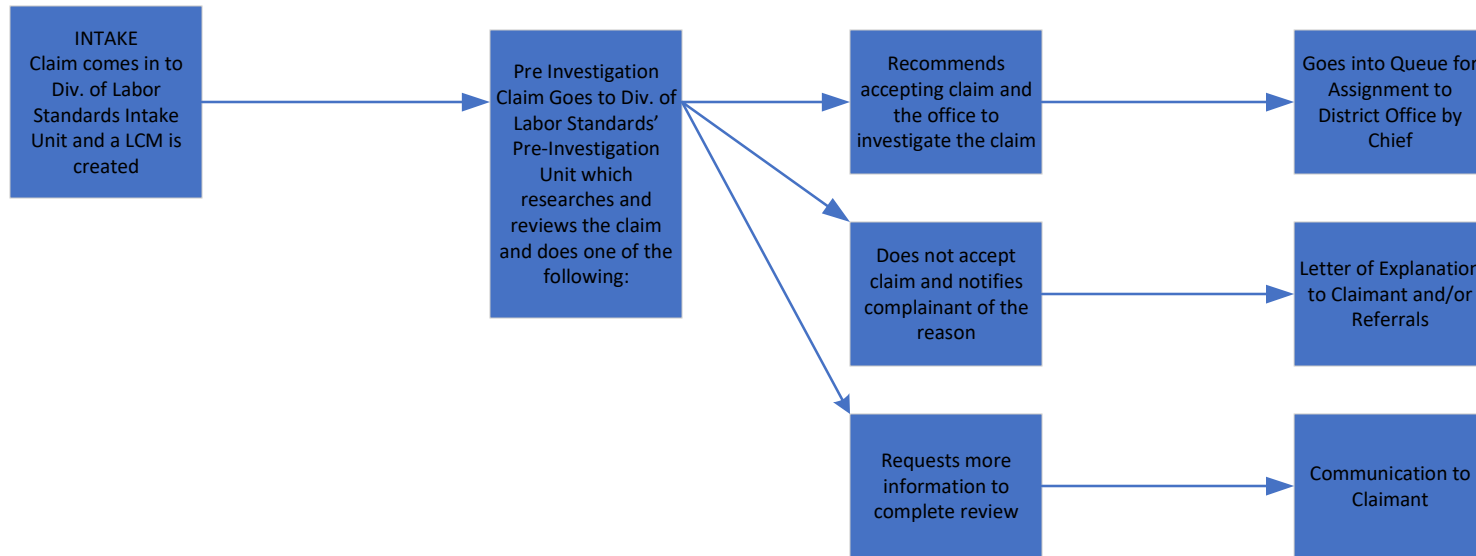 INTAKE
Claim comes in to
Div. of Labor
Standards Intake
Unit and a LCM is
created
Pre Investigation
Claim Goes to Div. of
Labor Standards’
Pre-Investigation
Unit which
researches and
reviews the claim
and does one of the
following:
Recommends
accepting claim and
the office to
investigate the claim
Goes into Queue for
Assignment to
District Office by
Chief
Does not accept
claim and notifies
complainant of the
reason
Letter of Explanation
to Claimant and/or
Referrals
Requests more
information to
complete review
Communication to
Claimant